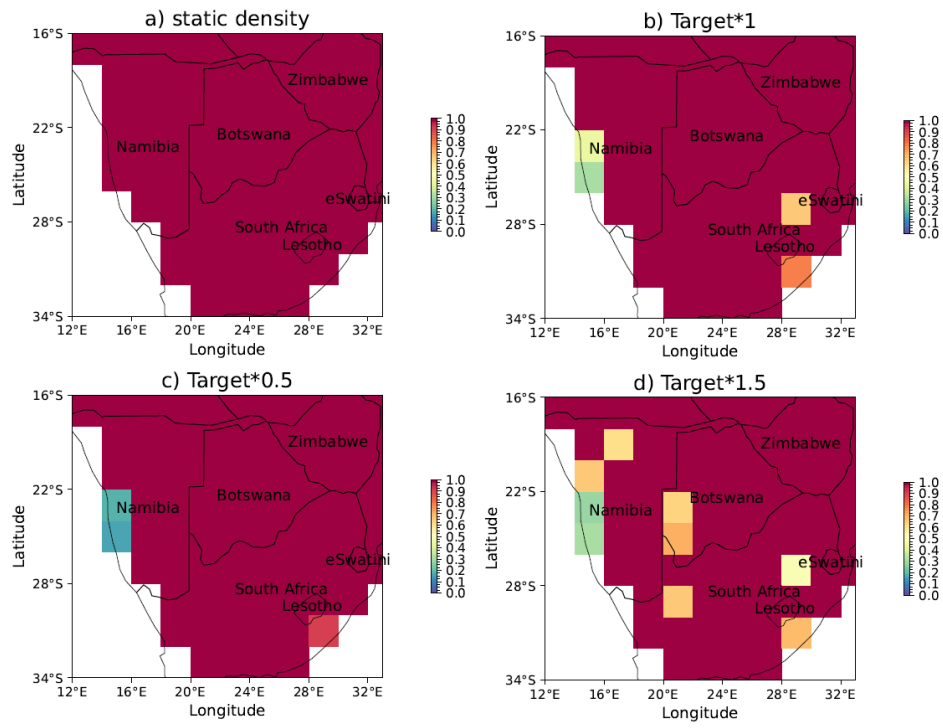 a) static density
16°S
22°S
28°S
34°S
Latitude
12°E
16°E
20°E
24°E
28°E
32°E
Longitude
Zimbabwe
Botswana
Namibia
eSwatini
South Africa
Lesotho
1.0
0.9
0.8
0.7
0.6
0.5
0.4
0.3
0.2
0.1
0.0
b) Target*1
16°S
22°S
28°S
34°S
Latitude
12°E
16°E
20°E
24°E
28°E
32°E
Longitude
Zimbabwe
Botswana
Namibia
eSwatini
South Africa
Lesotho
1.0
0.9
0.8
0.7
0.6
0.5
0.4
0.3
0.2
0.1
0.0
c) Target*0.5
16°S
22°S
28°S
34°S
Latitude
12°E
16°E
20°E
24°E
28°E
32°E
Longitude
Zimbabwe
Botswana
Namibia
eSwatini
South Africa
Lesotho
1.0
0.9
0.8
0.7
0.6
0.5
0.4
0.3
0.2
0.1
0.0
d) Target*1.5
16°S
22°S
28°S
34°S
Latitude
12°E
16°E
20°E
24°E
28°E
32°E
Longitude
Zimbabwe
Botswana
Namibia
eSwatini
South Africa
Lesotho
1.0
0.9
0.8
0.7
0.6
0.5
0.4
0.3
0.2
0.1
0.0